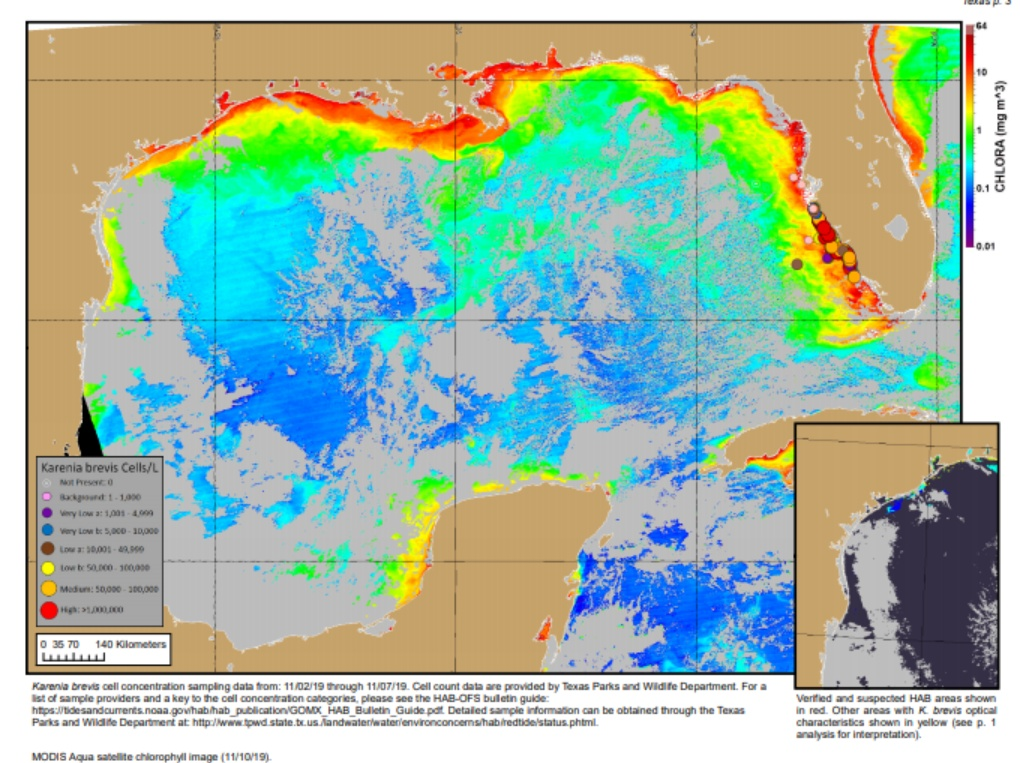 Texas p. 3
64
10
1
0.1
0.01
CHLORA (mg m^3)
Karenia brevis Cells/L
Not Present: 0
Background: 1 - 1,000
Very Low a: 1,001 - 4,999
Very Low b: 5,000 - 10,000
Low a: 10,001 - 49,999
Low b: 50,000 - 100,000
Medium: 50,000 - 100,000
High: >1,000,000
0 35 70 140 Kilometers
Karenia brevis cell concentration sampling data from: 11/02/19 through 11/07/19. Cell count data are provided by Texas Parks and Wildlife Department. For a
list of sample providers and a key to the cell concentration categories, please see the HAB-OFS bulletin guide:
https://tidesandcurrents.noaa.gov/hab/hab_publication/GOMX_HAB_Bulletin_Guide.pdf. Detailed sample information can be obtained through the Texas
Parks and Wildlife Department at: http://www.tpwd.state.tx.us./landwater/water/environconcerns/hab/redtide/status.phtml.
Verified and suspected HAB areas shown
in red. Other areas with K. brevis optical
characteristics shown in yellow (see p. 1
analysis for interpretation).
MODIS Aqua satellite chlorophyll image (11/10/19).